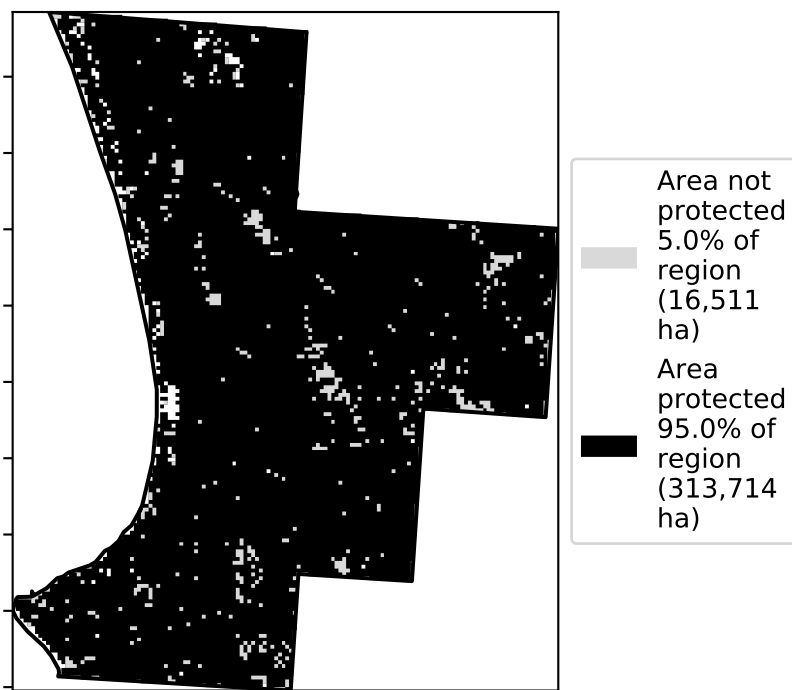 Area not
protected
5.0% of
region
(16,511
ha)
Area
protected
95.0% of
region
(313,714
ha)